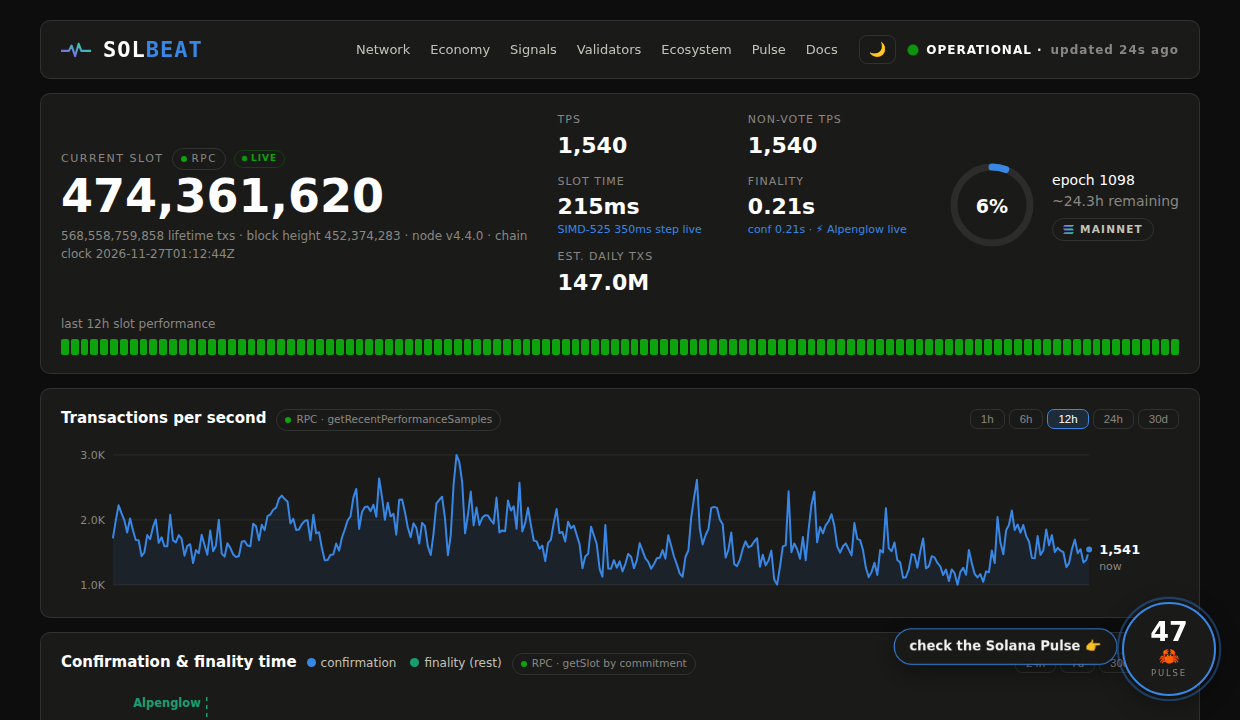 SOLBEAT
Network Economy Signals Validators Ecosystem Pulse Docs
OPERATIONAL · updated 24s ago
CURRENT SLOT RPC LIVE
474,361,620
568,558,759,858 lifetime txs · block height 452,374,283 · node v4.4.0 · chain
clock 2026-11-27T01:12:44Z
TPS
1,540
NON-VOTE TPS
1,540
SLOT TIME
215ms
SIMD-525 350ms step live
FINALITY
0.21s
conf 0.21s · ⚡ Alpenglow live
EST. DAILY TXS
147.0M
6%
epoch 1098
~24.3h remaining
MAINNET
last 12h slot performance
Transactions per second RPC · getRecentPerformanceSamples
1h 6h 12h 24h 30d
3.0K
2.0K
1.0K
1,541
now
Confirmation & finality time confirmation finality (rest) RPC · getSlot by commitment
check the Solana Pulse 👉
47
PULSE
Alpenglow